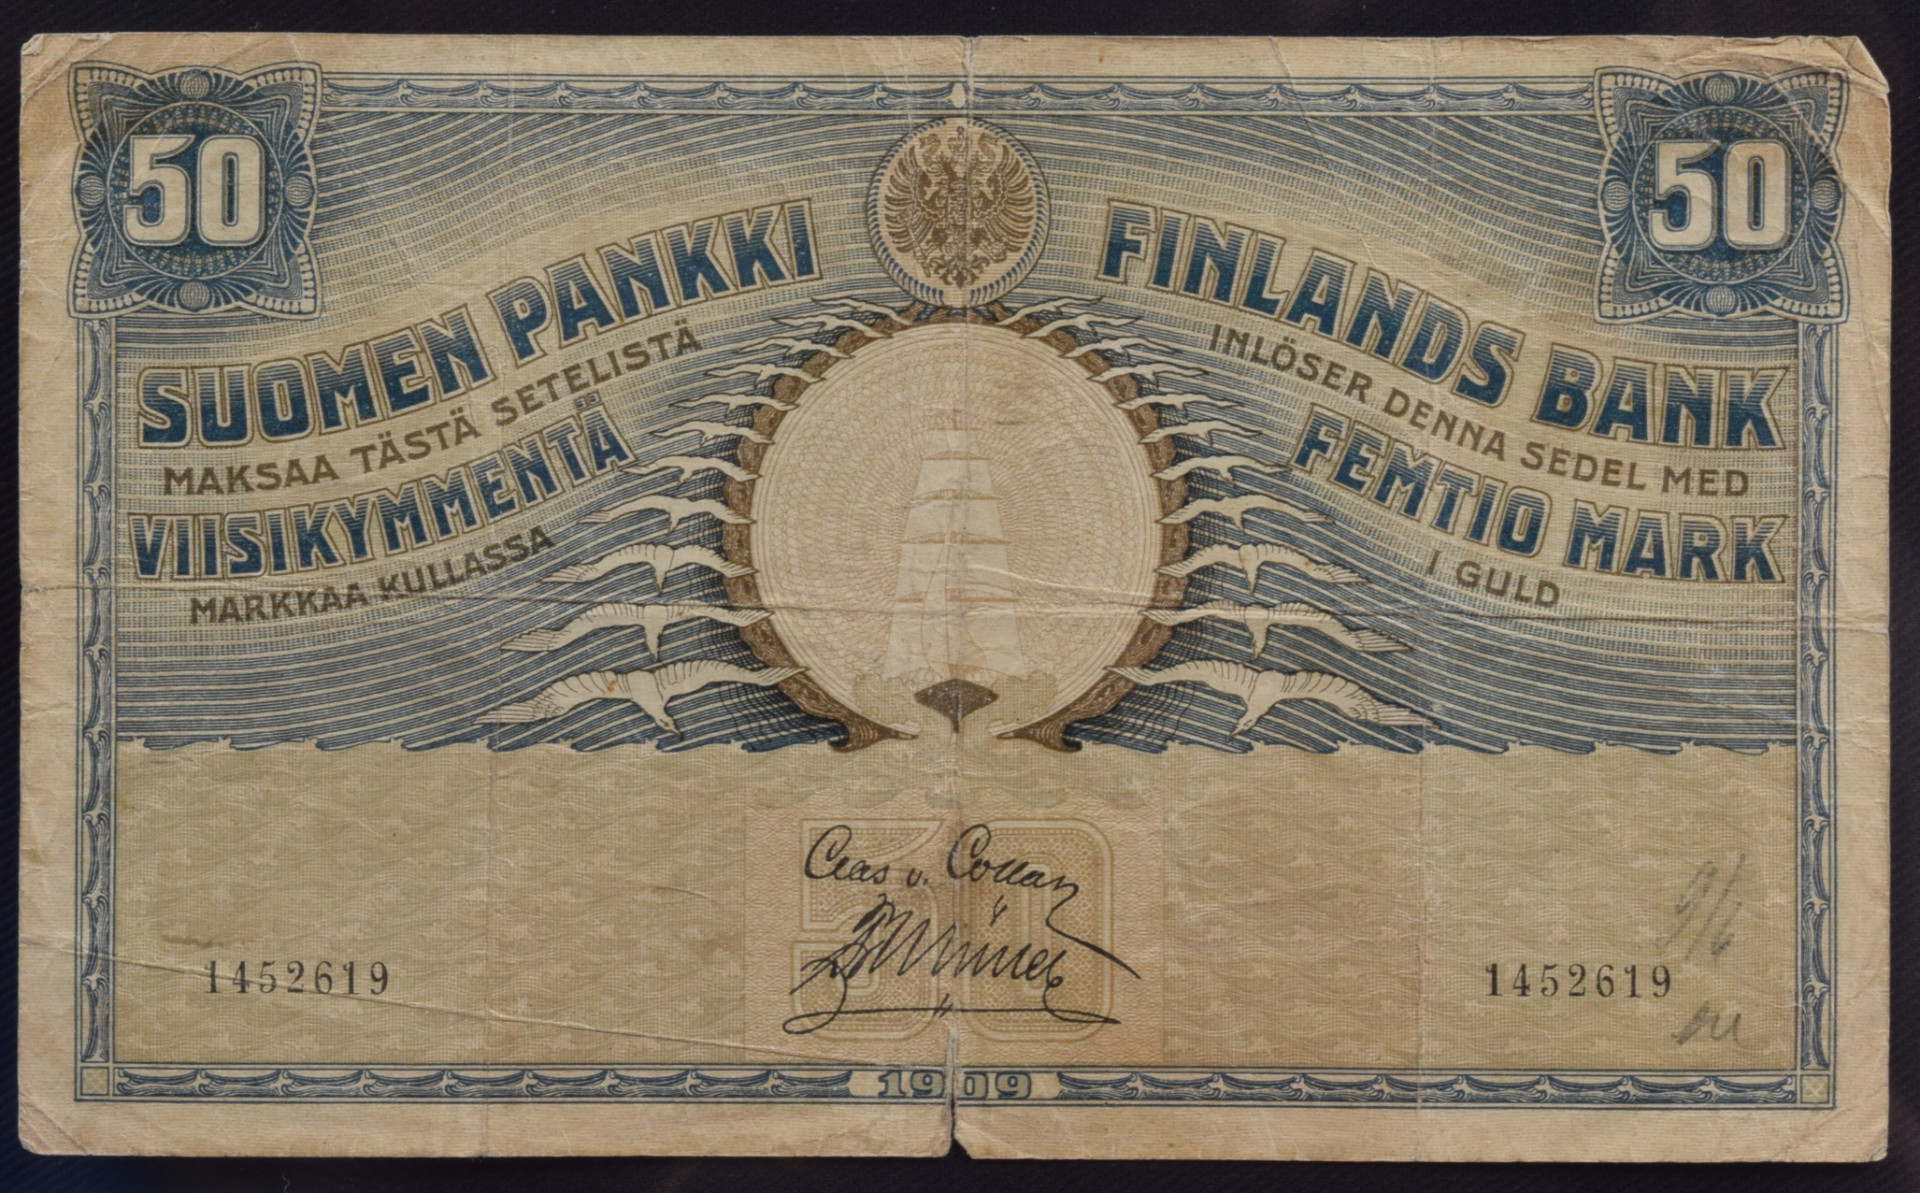 50
50
SUOMEN PANKKI
MAKSAA TÄSTÄ SETELISTÄ
VIISIKYMMENTÄ
MARKKAA KULLASSA
FINLANDS BANK
INLÖSER DENNA SEDEL MED
FEMTIO MARK
I GULD
50
Clas v. Collan
1452619
1452619
1909